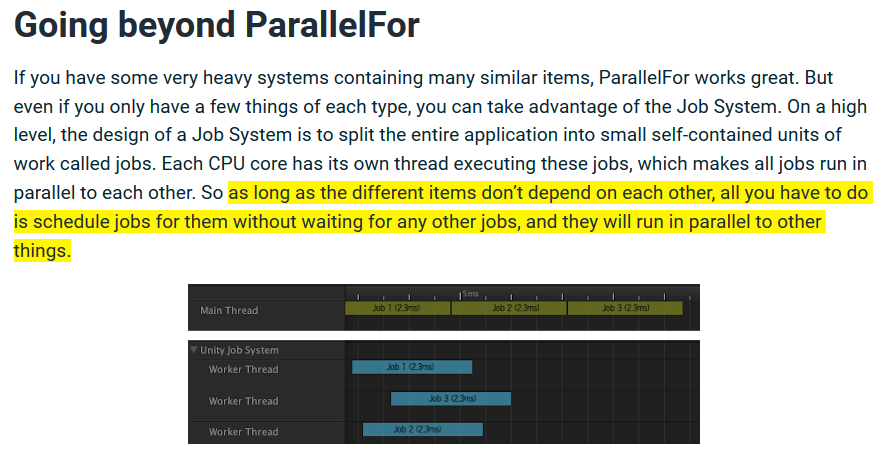 Going beyond ParallelFor
If you have some very heavy systems containing many similar items, ParallelFor works great. But
even if you only have a few things of each type, you can take advantage of the Job System. On a high
level, the design of a Job System is to split the entire application into small self-contained units of
work called jobs. Each CPU core has its own thread executing these jobs, which makes all jobs run in
parallel to each other. So as long as the different items don’t depend on each other, all you have to do
is schedule jobs for them without waiting for any other jobs, and they will run in parallel to other
things.
5ms
Main Thread Job 1 (2.3ms) Job 2 (2.3ms) Job 3 (2.3ms)
Unity Job System
Worker Thread Job 1 (2.3ms)
Worker Thread Job 3 (2.3ms)
Worker Thread Job 2 (2.3ms)